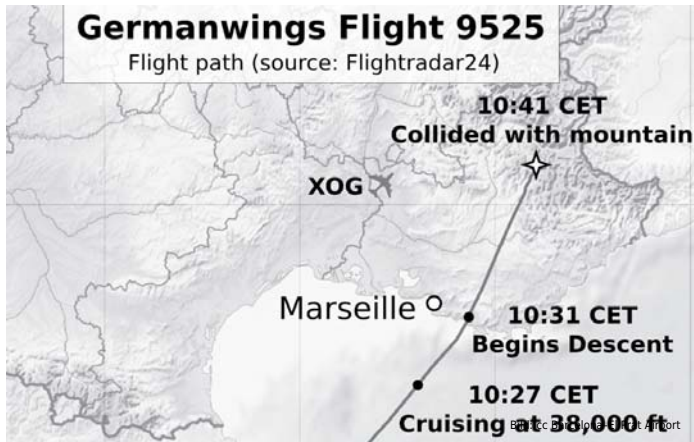 Germanwings Flight 9525
Flight path (source: Flightradar24)
10:41 CET
Collided with mountain
XOG
Marseille
10:31 CET
Begins Descent
10:27 CET
Cruising at 38,000 ft
Airport